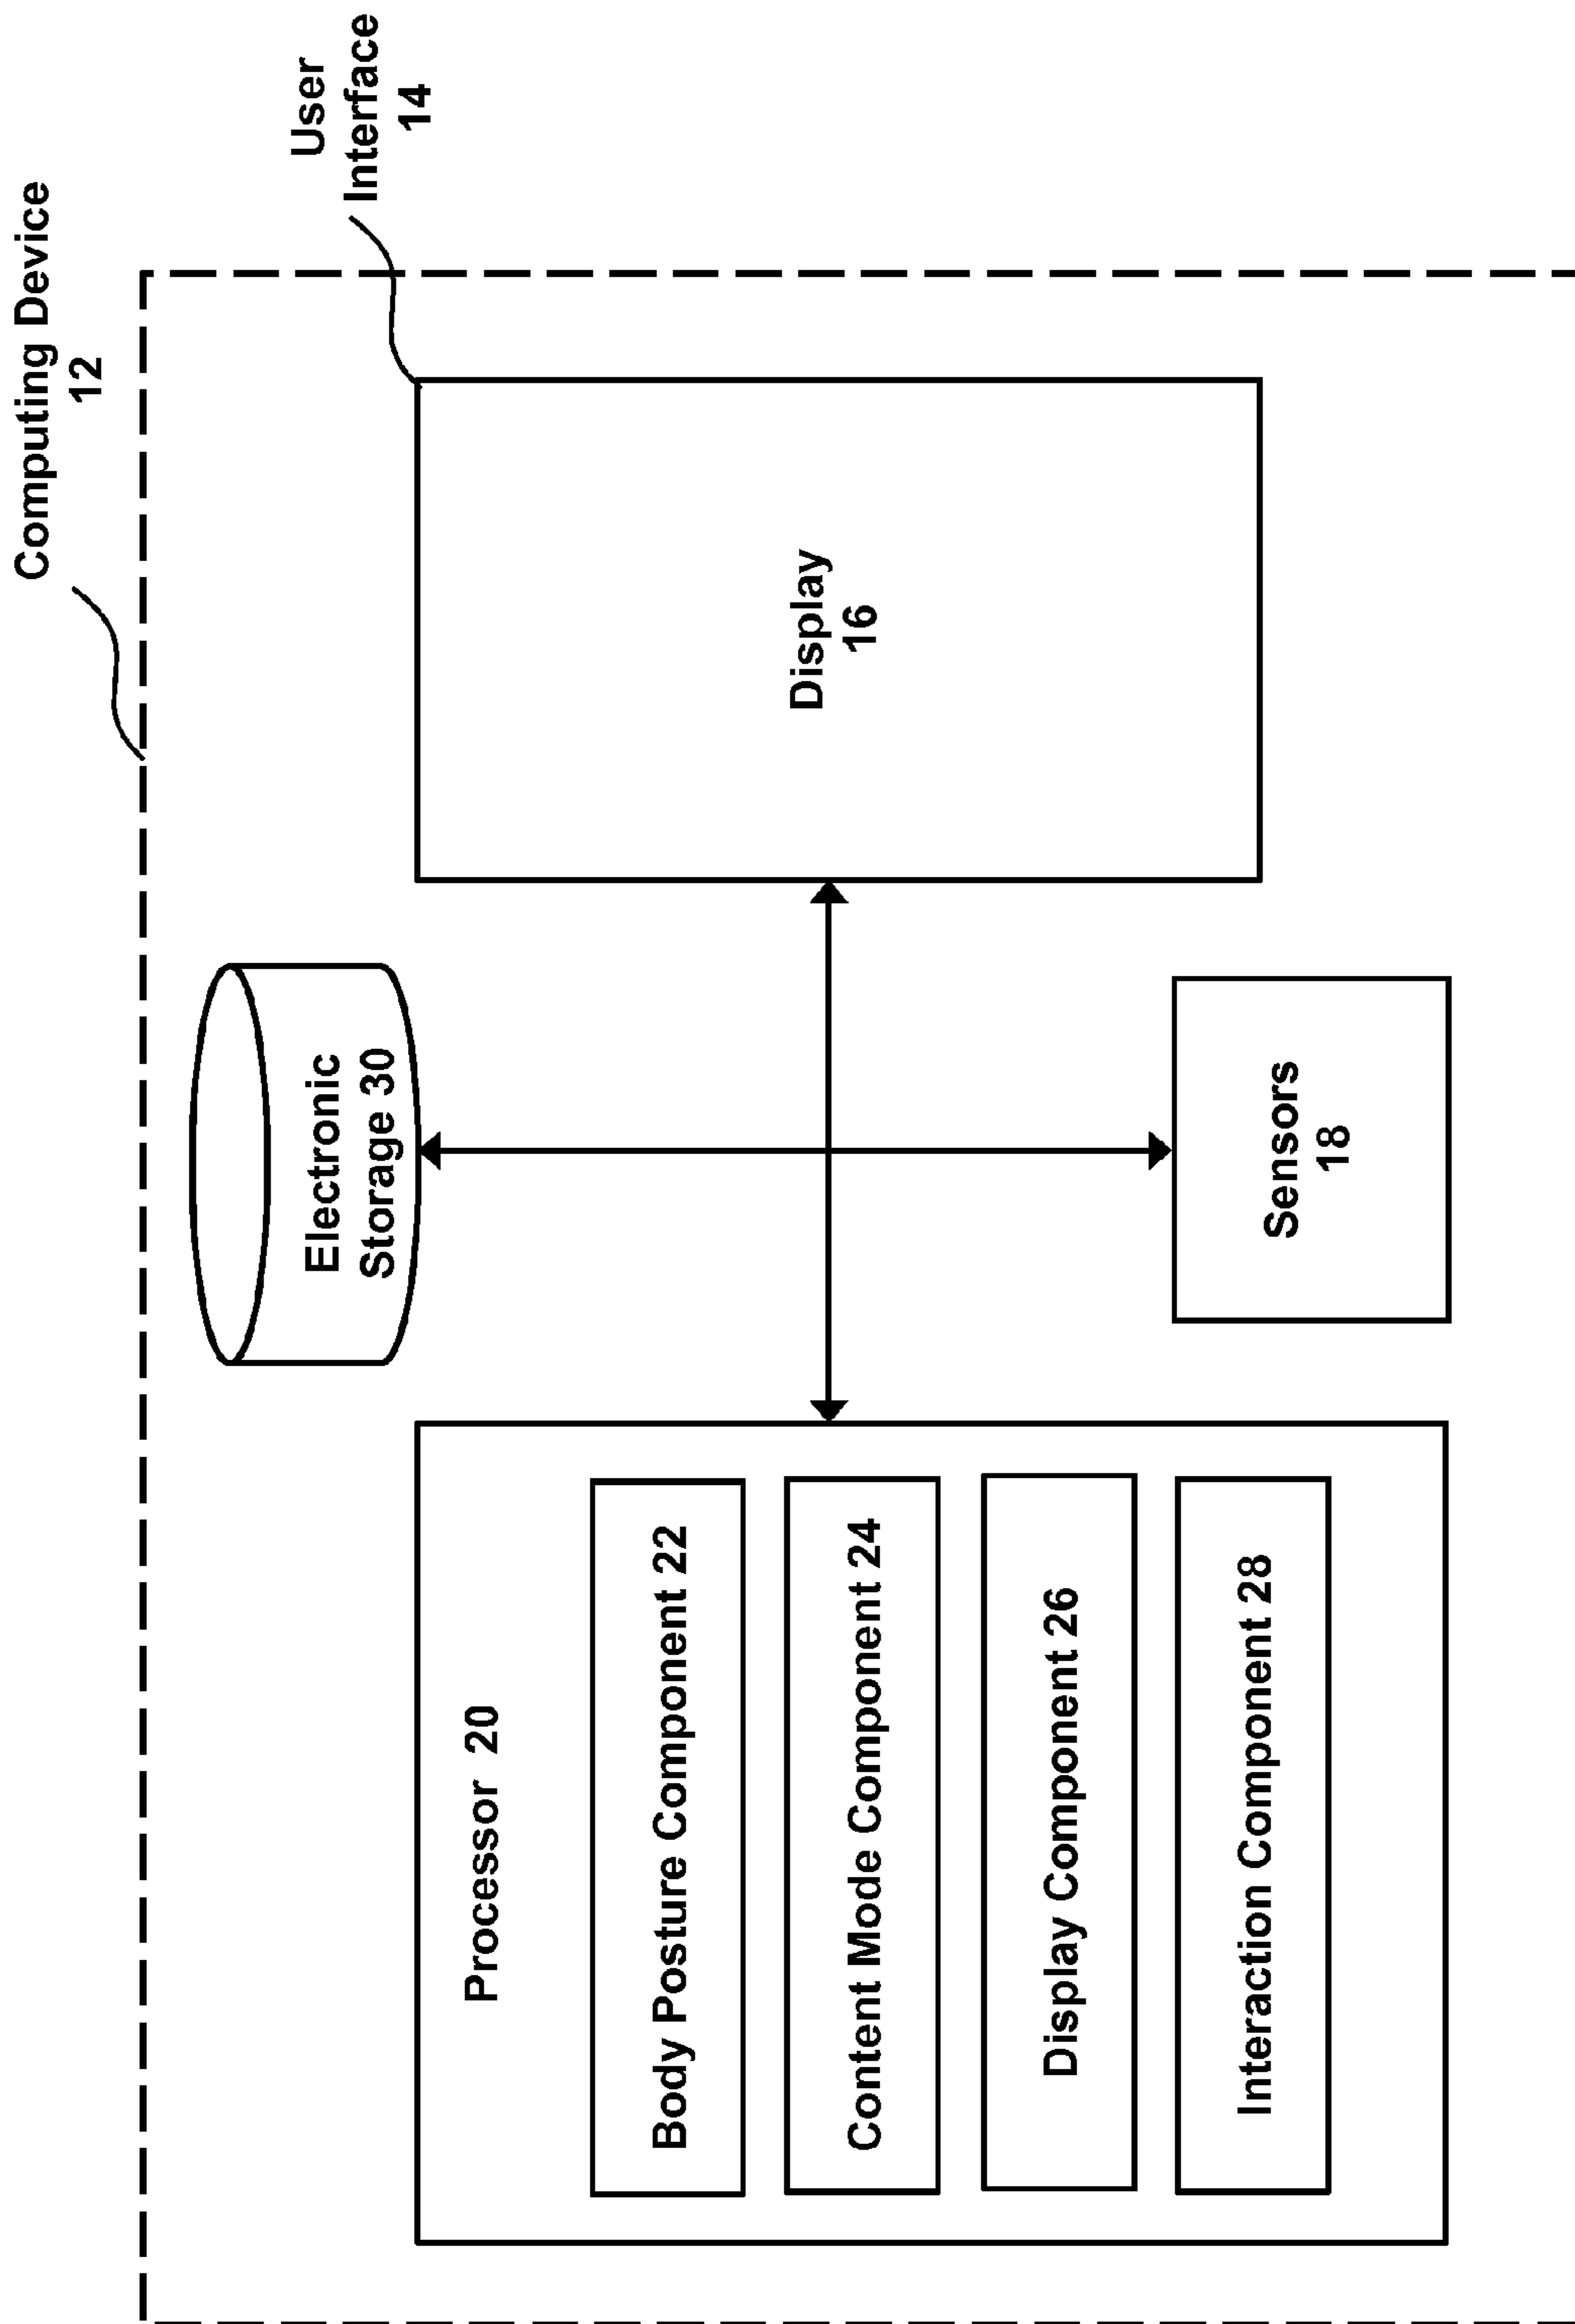 Computing Device
12
User
Interface
14
Electronic
Storage 30
Processor 20
Body Posture Component 22
Content Mode Component 24
Display Component 26
Interaction Component 28
Display
16
Sensors
18